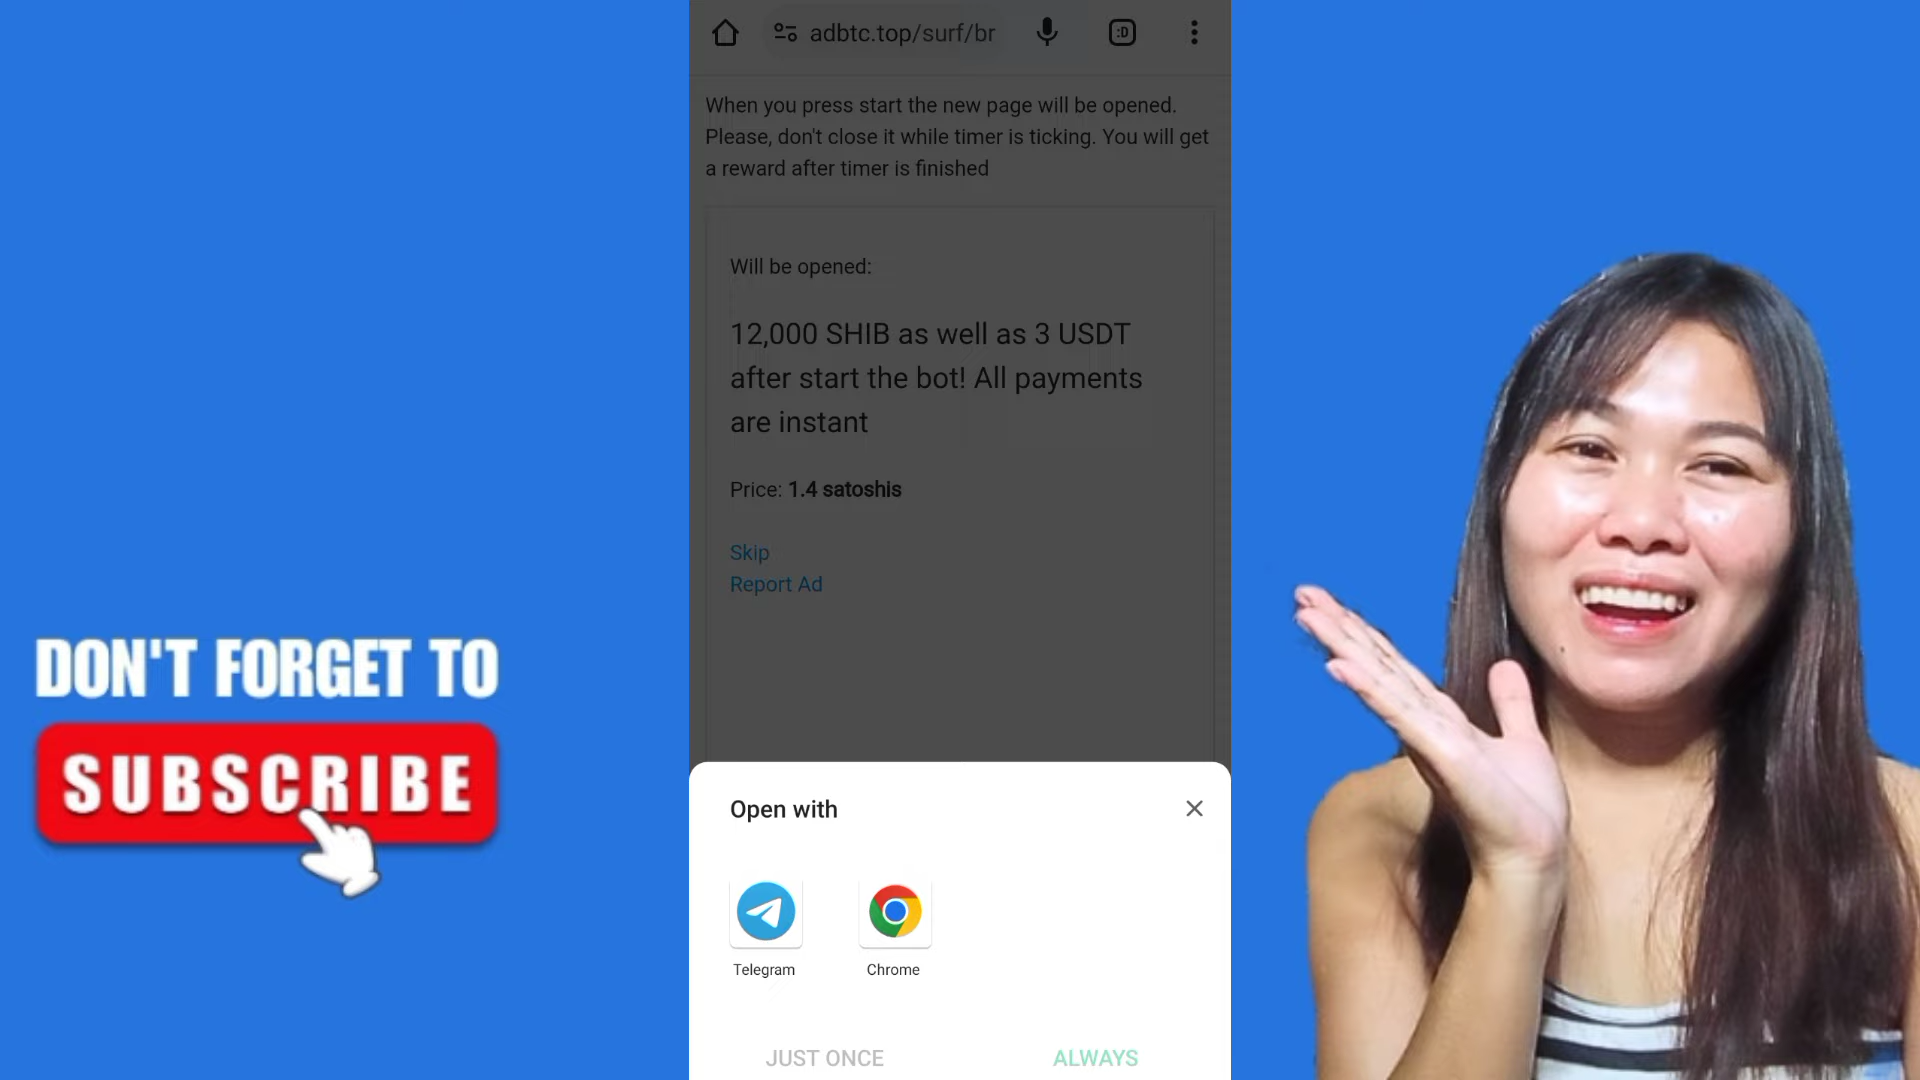 adbtc.top/surf/br
:D
When you press start the new page will be opened.
Please, don't close it while timer is ticking. You will get
a reward after timer is finished
Will be opened:
12,000 SHIB as well as 3 USDT
after start the bot! All payments
are instant
Price: 1.4 satoshis
Skip
Report Ad
DON'T FORGET TO
SUBSCRIBE
Open with
Telegram
Chrome
JUST ONCE
ALWAYS